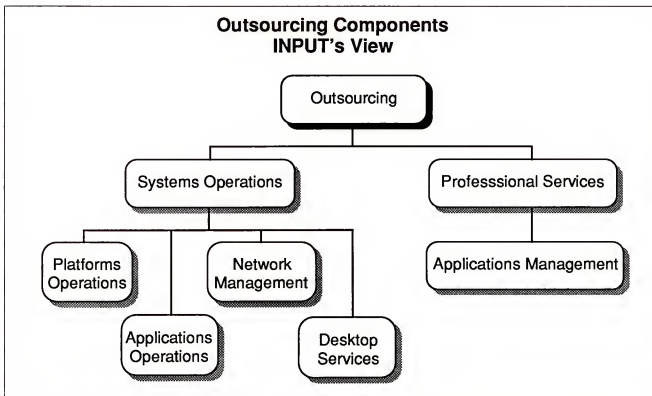 Outsourcing Components
INPUT's View
Outsourcing
Systems Operations
Professsional Services
Platforms
Operations
Network
Management
Applications Management
Applications
Operations
Desktop
Services